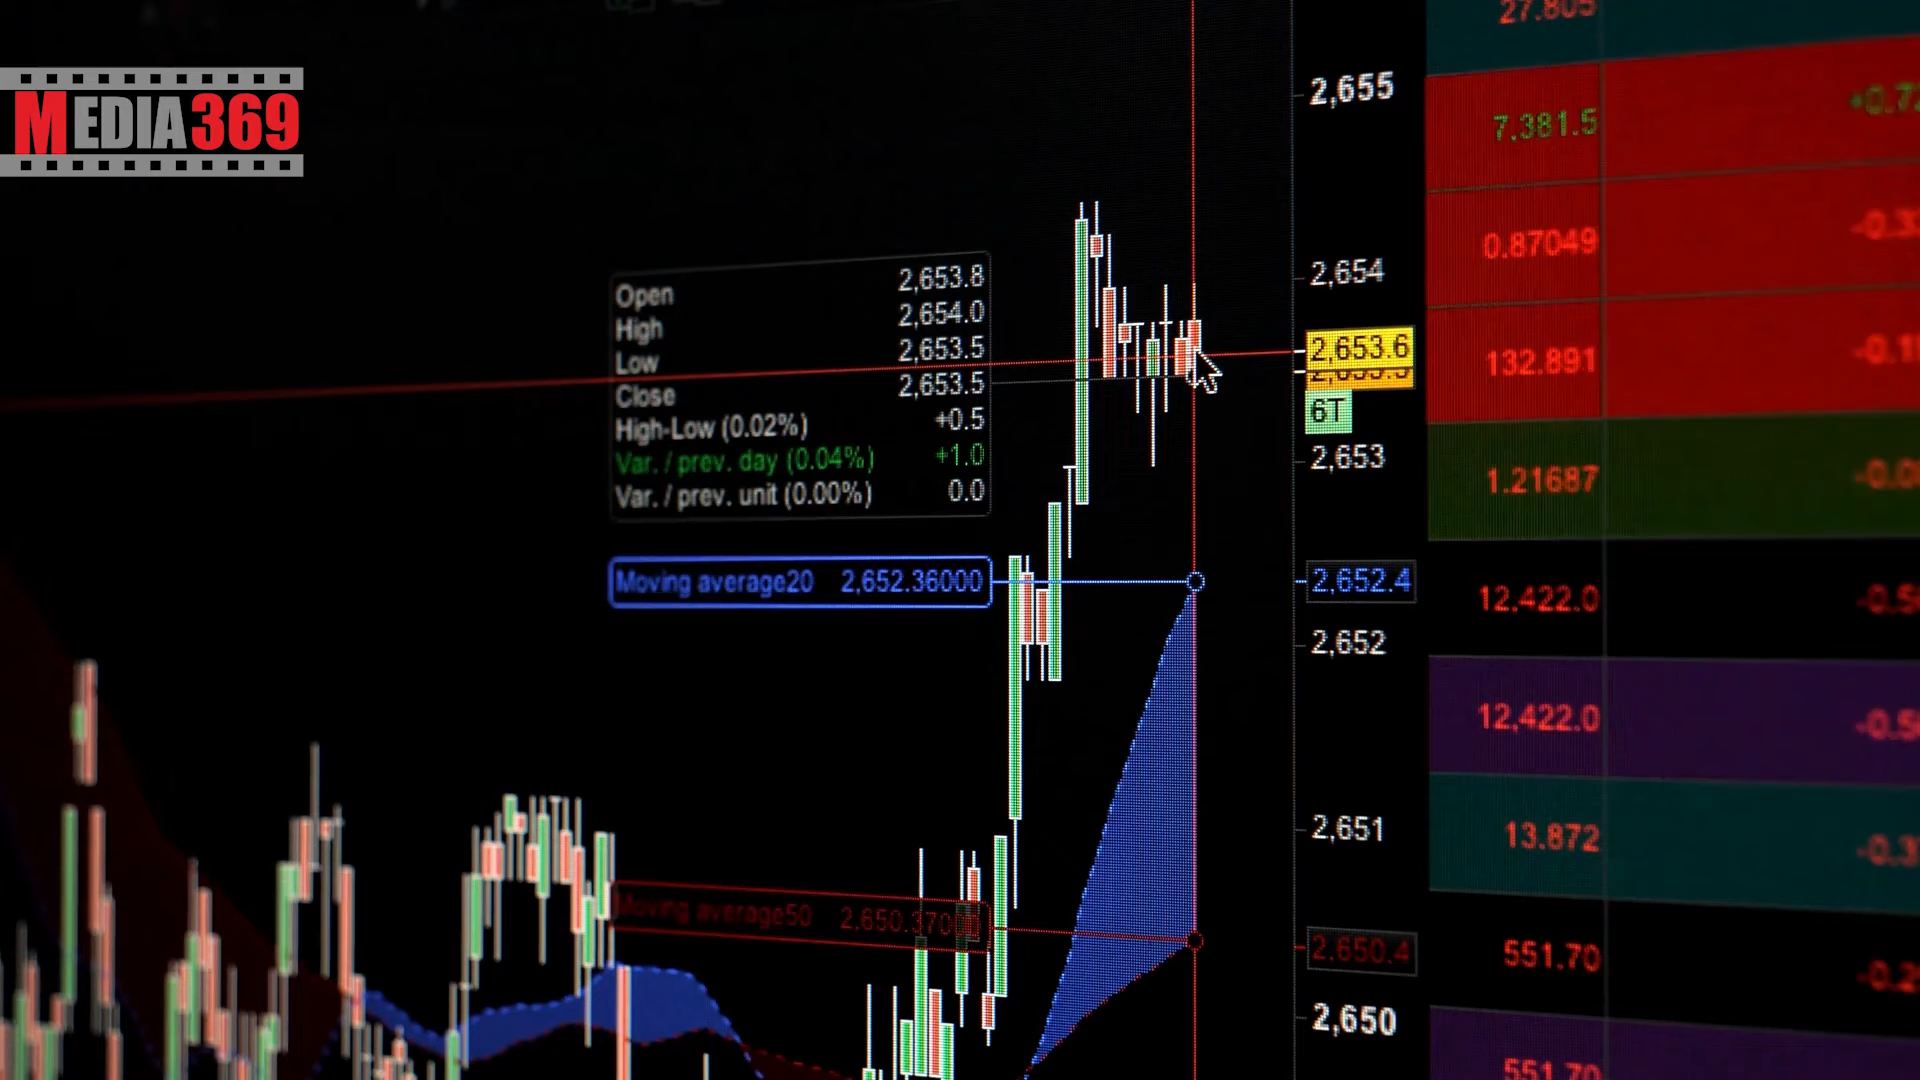 MEDIA369
Open 2,653.8
High 2,654.0
Low 2,653.5
Close 2,653.5
High-Low (0.02%) +0.5
Var. / prev. day (0.04%) +1.0
Var. / prev. unit (0.00%) 0.0
Moving average20 2,652.36000
Moving average50 2,650.37000
2,655
2,654
2,653.6
6T
2,653
2,652.4
2,652
2,651
2,650.4
2,650
27.805
7.381.5
0.87049
132.891
1.21687
12.422.0
12,422.0
13.872
551.70
551.70